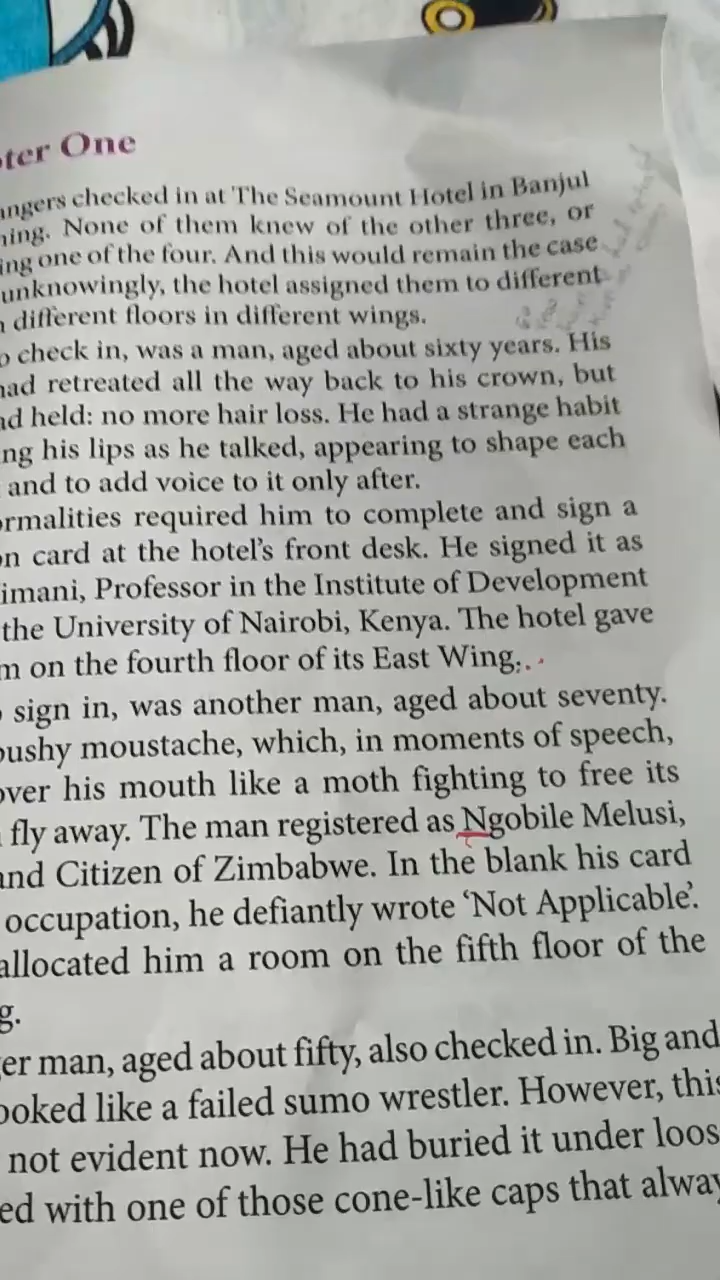 ter One
angers checked in at The Seamount Hotel in Banjul
ning. None of them knew of the other three, or
ing one of the four. And this would remain the case
unknowingly, the hotel assigned them to different
different floors in different wings.
o check in, was a man, aged about sixty years. His
had retreated all the way back to his crown, but
ad held: no more hair loss. He had a strange habit
ng his lips as he talked, appearing to shape each
and to add voice to it only after.
ormalities required him to complete and sign a
on card at the hotel's front desk. He signed it as
imani, Professor in the Institute of Development
the University of Nairobi, Kenya. The hotel gave
m on the fourth floor of its East Wing.
sign in, was another man, aged about seventy.
bushy moustache, which, in moments of speech,
over his mouth like a moth fighting to free its
fly away. The man registered as Ngobile Melusi,
and Citizen of Zimbabwe. In the blank his card
occupation, he defiantly wrote ‘Not Applicable’.
allocated him a room on the fifth floor of the
g.
er man, aged about fifty, also checked in. Big and
ooked like a failed sumo wrestler. However, this
not evident now. He had buried it under loos
ed with one of those cone-like caps that alway